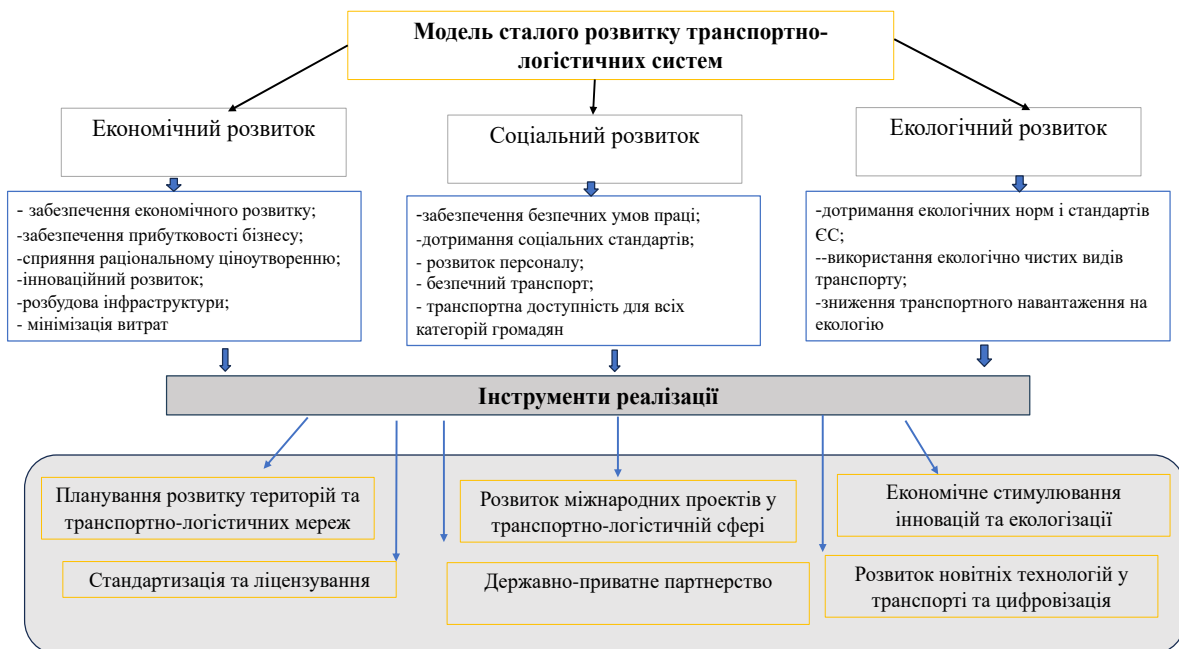 Модель сталого розвитку транспортно-
логістичних систем
Економічний розвиток
Соціальний розвиток
Екологічний розвиток
- забезпечення економічного розвитку;
-забезпечення прибутковості бізнесу;
-сприяння раціональному ціноутворенню;
-інноваційний розвиток;
-розбудова інфраструктури;
- мінімізація витрат
-забезпечення безпечних умов праці;
-дотримання соціальних стандартів;
- розвиток персоналу;
- безпечний транспорт;
- транспортна доступність для всіх
категорій громадян
-дотримання екологічних норм і стандартів
ЄС;
--використання екологічно чистих видів
транспорту;
-зниження транспортного навантаження на
екологію
Інструменти реалізації
Планування розвитку територій та
транспортно-логістичних мереж
Розвиток міжнародних проектів у
транспортно-логістичній сфері
Економічне стимулювання
інновацій та екологізації
Стандартизація та ліцензування
Державно-приватне партнерство
Розвиток новітніх технологій у
транспорті та цифровізація